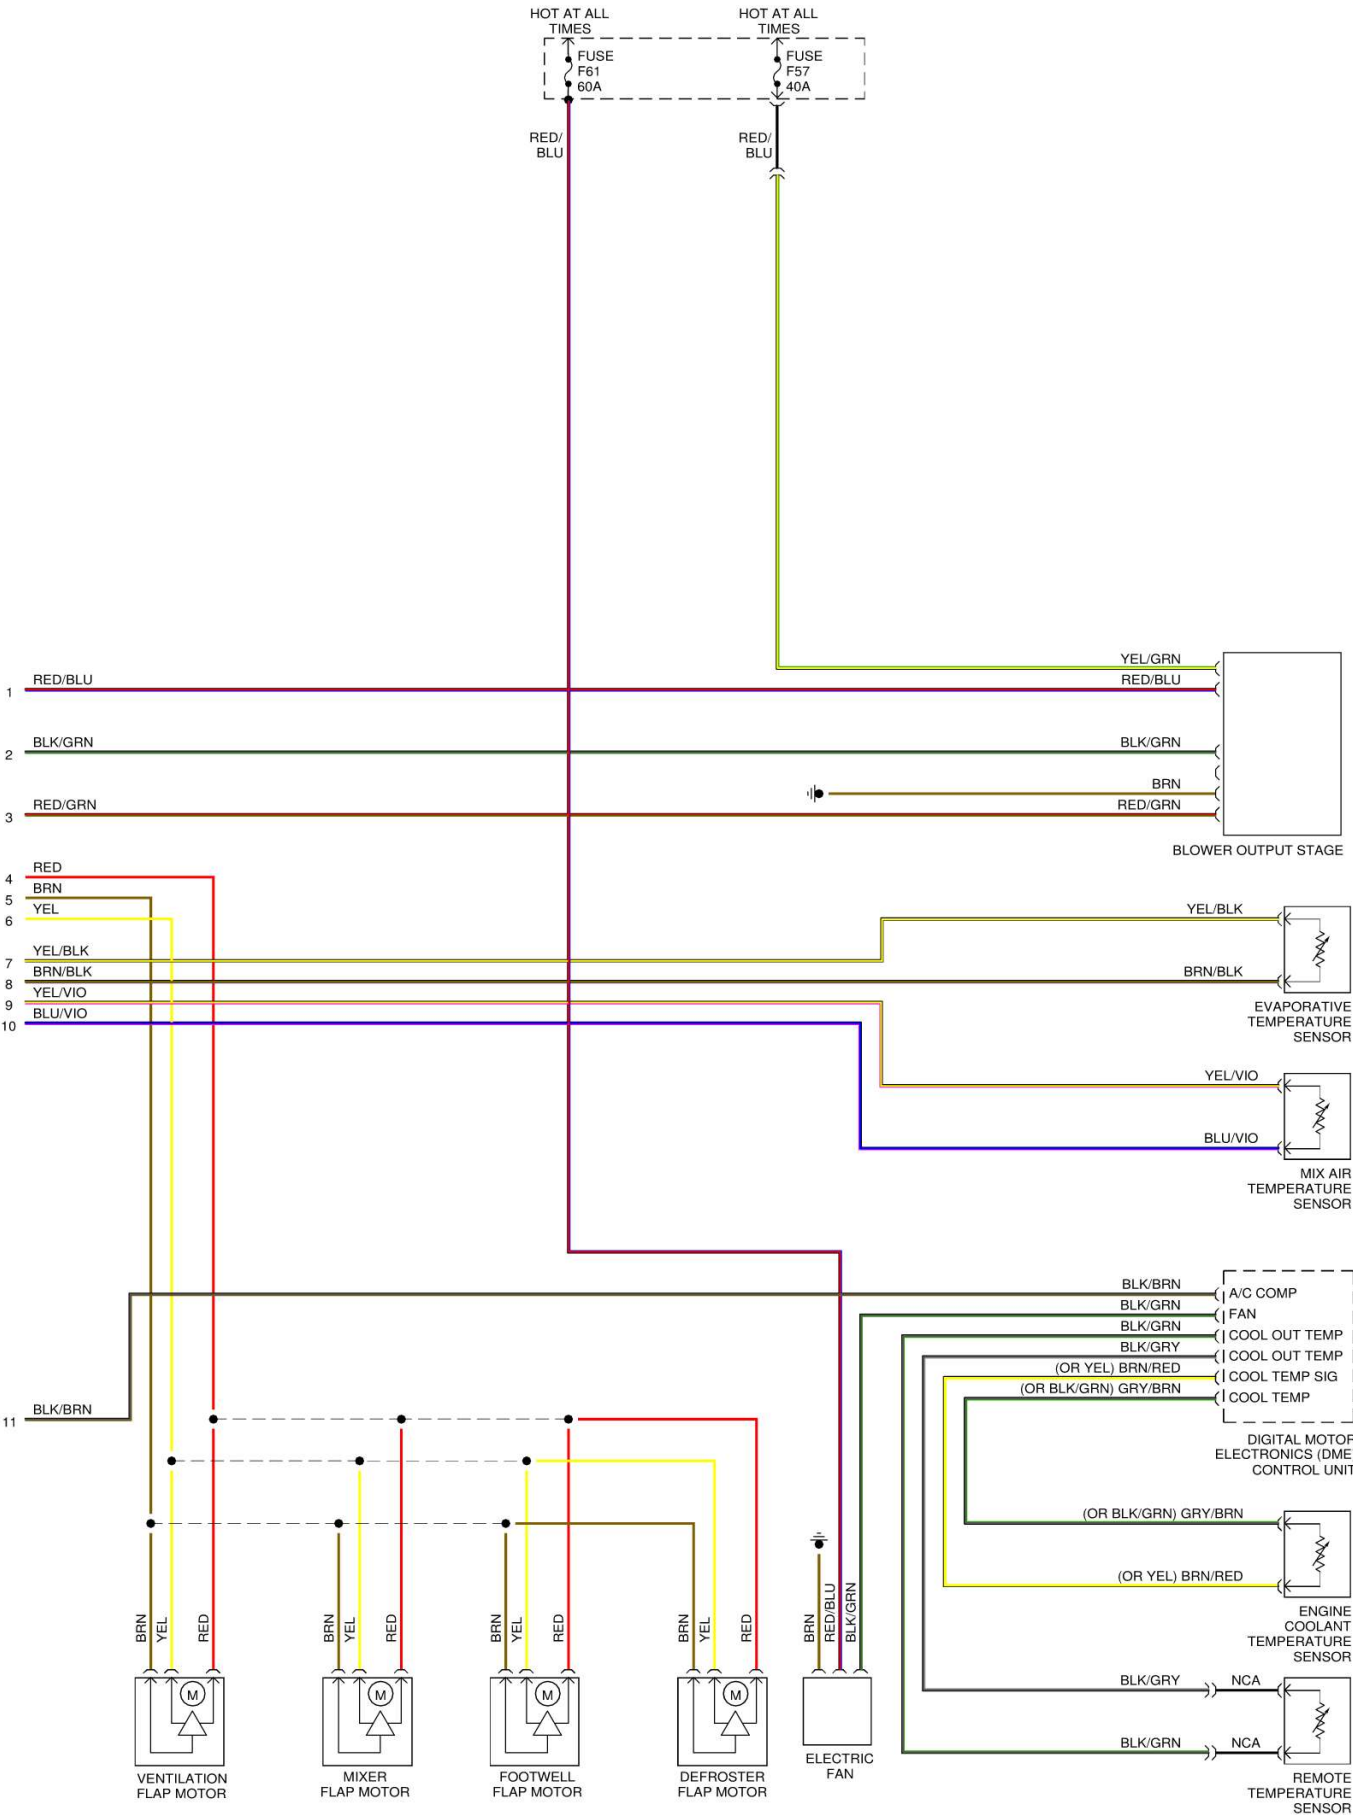 HOT AT ALL
TIMES
HOT AT ALL
TIMES
FUSE
F61
60A
FUSE
F57
40A
RED/
BLU
RED/
BLU
YEL/GRN
1
RED/BLU
RED/BLU
2
BLK/GRN
BLK/GRN
BRN
3
RED/GRN
RED/GRN
BLOWER OUTPUT STAGE
4
RED
5
BRN
6
YEL
YEL/BLK
7
YEL/BLK
8
BRN/BLK
BRN/BLK
9
YEL/VIO
10
BLU/VIO
EVAPORATIVE
TEMPERATURE
SENSOR
YEL/VIO
BLU/VIO
MIX AIR
TEMPERATURE
SENSOR
BLK/BRN
A/C COMP
BLK/GRN
FAN
BLK/GRN
COOL OUT TEMP
BLK/GRY
COOL OUT TEMP
(OR YEL) BRN/RED
COOL TEMP SIG
(OR BLK/GRN) GRY/BRN
COOL TEMP
11
BLK/BRN
DIGITAL MOTOR
ELECTRONICS (DME
CONTROL UNIT
(OR BLK/GRN) GRY/BRN
(OR YEL) BRN/RED
ENGINE
COOLANT
TEMPERATURE
SENSOR
BRN
YEL
RED
BRN
YEL
RED
BRN
YEL
RED
BRN
YEL
RED
BRN
RED/BLU
BLK/GRN
M
M
M
M
VENTILATION
FLAP MOTOR
MIXER
FLAP MOTOR
FOOTWELL
FLAP MOTOR
DEFROSTER
FLAP MOTOR
ELECTRIC
FAN
BLK/GRY
NCA
BLK/GRN
NCA
REMOTE
TEMPERATURE
SENSOR